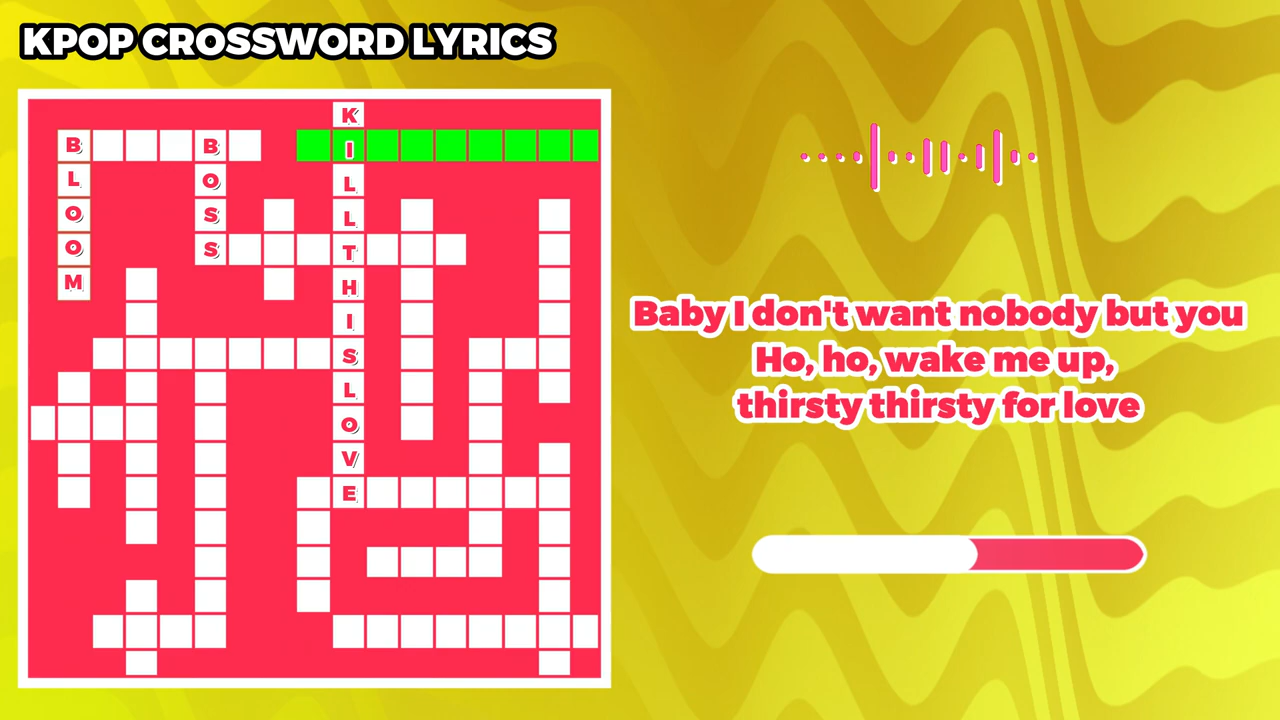 KPOP CROSSWORD LYRICS
K
B B I
L O L
O S L
O S T
M H
I
S
L
O
V
E
Baby I don't want nobody but you
Ho, ho, wake me up,
thirsty thirsty for love